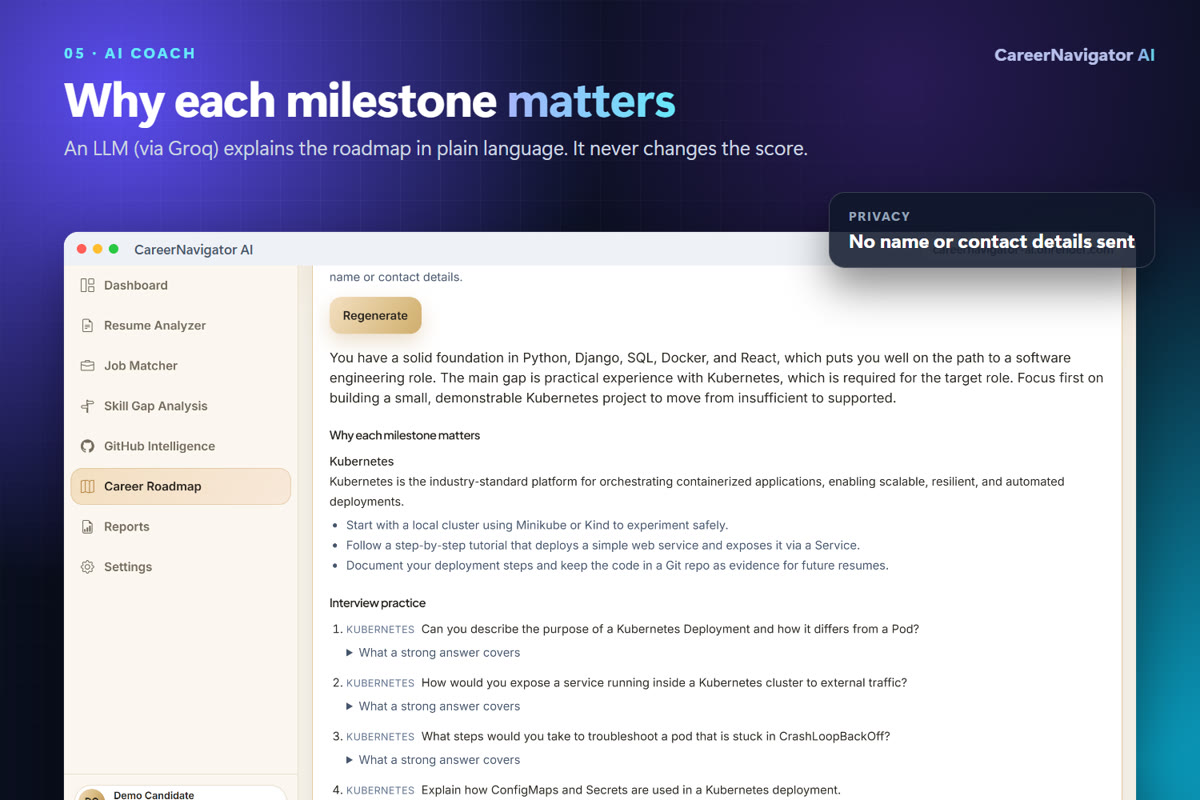 05 · AI COACH
CareerNavigator AI
Why each milestone matters
An LLM (via Groq) explains the roadmap in plain language. It never changes the score.
PRIVACY
No name or contact details sent
CareerNavigator AI
Dashboard
Resume Analyzer
Job Matcher
Skill Gap Analysis
GitHub Intelligence
Career Roadmap
Reports
Settings
Demo Candidate
name or contact details.
Regenerate
You have a solid foundation in Python, Django, SQL, Docker, and React, which puts you well on the path to a software
engineering role. The main gap is practical experience with Kubernetes, which is required for the target role. Focus first on
building a small, demonstrable Kubernetes project to move from insufficient to supported.
Why each milestone matters
Kubernetes
Kubernetes is the industry-standard platform for orchestrating containerized applications, enabling scalable, resilient, and automated
deployments.
• Start with a local cluster using Minikube or Kind to experiment safely.
• Follow a step-by-step tutorial that deploys a simple web service and exposes it via a Service.
• Document your deployment steps and keep the code in a Git repo as evidence for future resumes.
Interview practice
1. KUBERNETES Can you describe the purpose of a Kubernetes Deployment and how it differs from a Pod?
▶ What a strong answer covers
2. KUBERNETES How would you expose a service running inside a Kubernetes cluster to external traffic?
▶ What a strong answer covers
3. KUBERNETES What steps would you take to troubleshoot a pod that is stuck in CrashLoopBackOff?
▶ What a strong answer covers
4. KUBERNETES Explain how ConfigMaps and Secrets are used in a Kubernetes deployment.